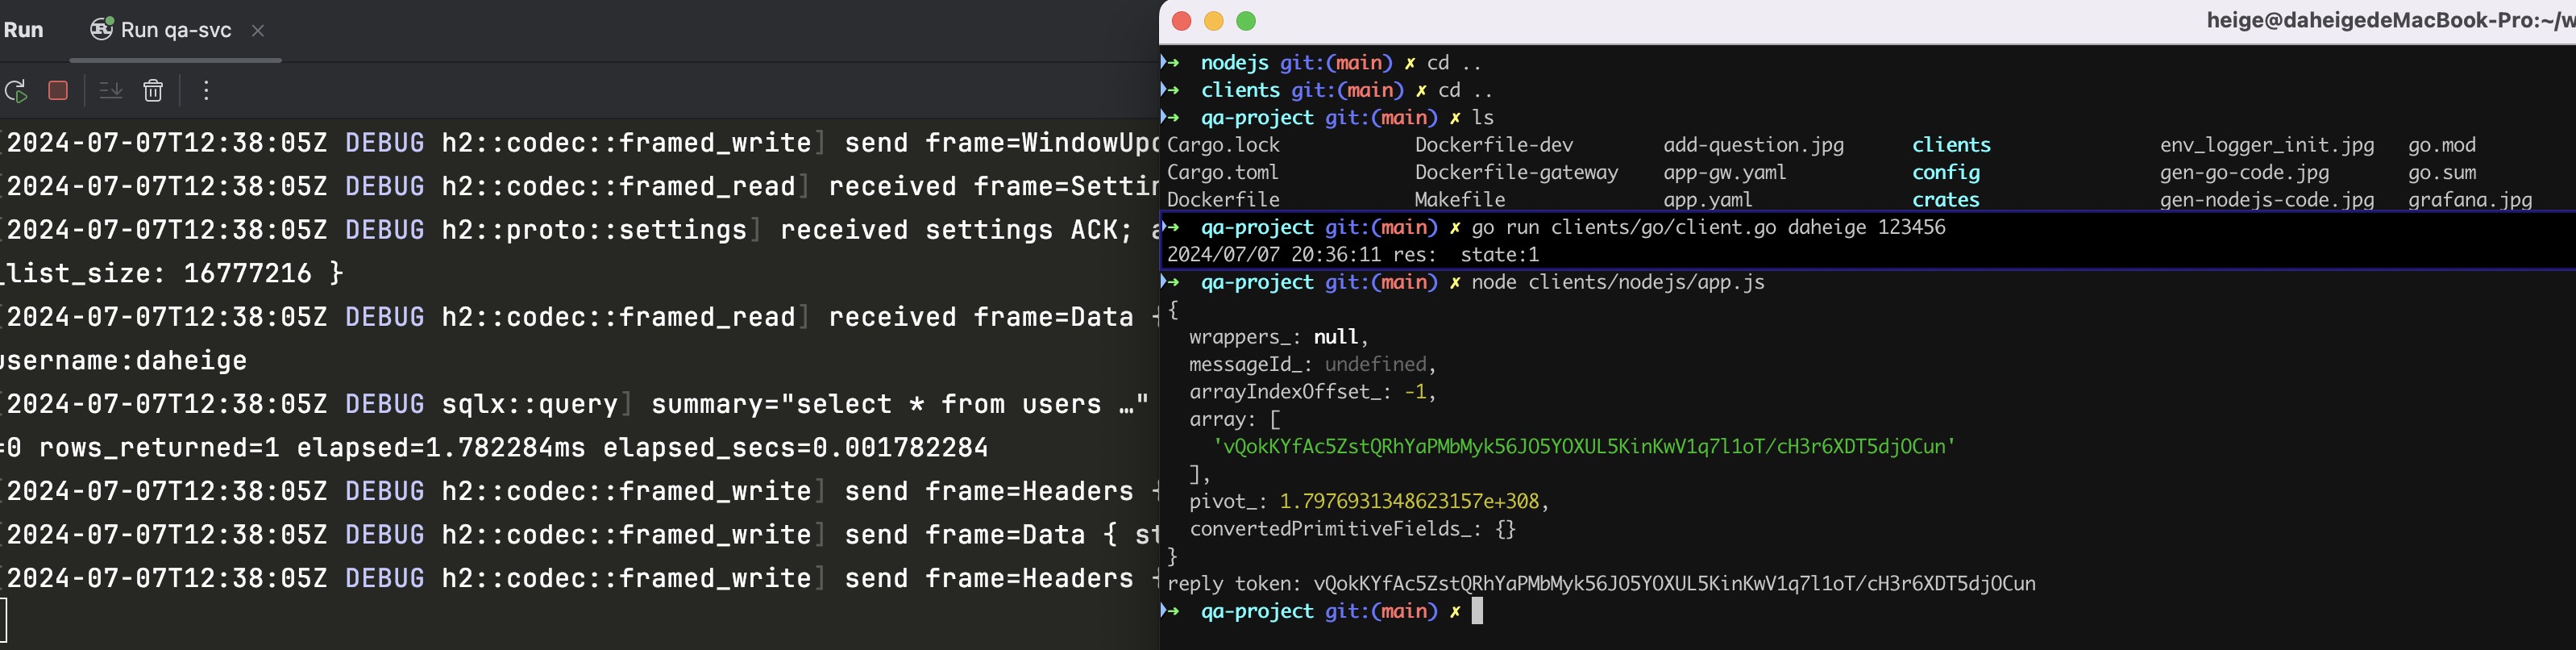 Run
Run qa-svc
[2024-07-07T12:38:05Z DEBUG h2::codec::framed_write] send frame=WindowUpd
[2024-07-07T12:38:05Z DEBUG h2::codec::framed_read] received frame=Settin
[2024-07-07T12:38:05Z DEBUG h2::proto::settings] received settings ACK; a
_list_size: 16777216 }
[2024-07-07T12:38:05Z DEBUG h2::codec::framed_read] received frame=Data {
username:daheige
[2024-07-07T12:38:05Z DEBUG sqlx::query] summary="select * from users …"
=0 rows_returned=1 elapsed=1.782284ms elapsed_secs=0.001782284
[2024-07-07T12:38:05Z DEBUG h2::codec::framed_write] send frame=Headers {
[2024-07-07T12:38:05Z DEBUG h2::codec::framed_write] send frame=Data { st
[2024-07-07T12:38:05Z DEBUG h2::codec::framed_write] send frame=Headers {
heige@daheigedeMacBook-Pro:~/w
➜ nodejs git:(main) ✗ cd ..
➜ clients git:(main) ✗ cd ..
➜ qa-project git:(main) ✗ ls
Cargo.lock Dockerfile-dev add-question.jpg clients env_logger_init.jpg go.mod
Cargo.toml Dockerfile-gateway app-gw.yaml config gen-go-code.jpg go.sum
Dockerfile Makefile app.yaml crates gen-nodejs-code.jpg grafana.jpg
➜ qa-project git:(main) ✗ go run clients/go/client.go daheige 123456
2024/07/07 20:36:11 res: state:1
➜ qa-project git:(main) ✗ node clients/nodejs/app.js
{
wrappers_: null,
messageId_: undefined,
arrayIndexOffset_: -1,
array: [
'vQokKYfAc5ZstQRhYaPMbMyk56JO5YOXUL5KinKwV1q7l1oT/cH3r6XDT5djOCun'
],
pivot_: 1.7976931348623157e+308,
convertedPrimitiveFields_: {}
}
reply token: vQokKYfAc5ZstQRhYaPMbMyk56JO5YOXUL5KinKwV1q7l1oT/cH3r6XDT5djOCun
➜ qa-project git:(main) ✗